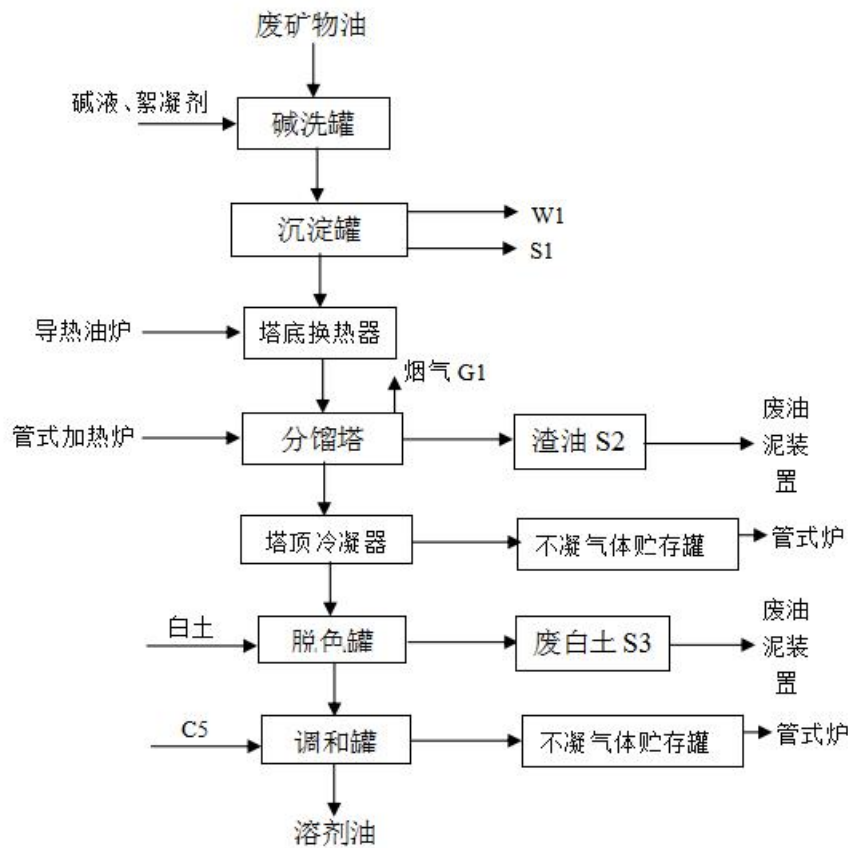 废矿物油
碱液、絮凝剂
碱洗罐
沉淀罐
W1
S1
导热油炉
塔底换热器
烟气 G1
管式加热炉
分馏塔
渣油 S2
废油
泥装
置
塔顶冷凝器
不凝气体贮存罐
管式炉
白土
脱色罐
废白土 S3
废油
泥装
置
C5
调和罐
不凝气体贮存罐
管式炉
溶剂油